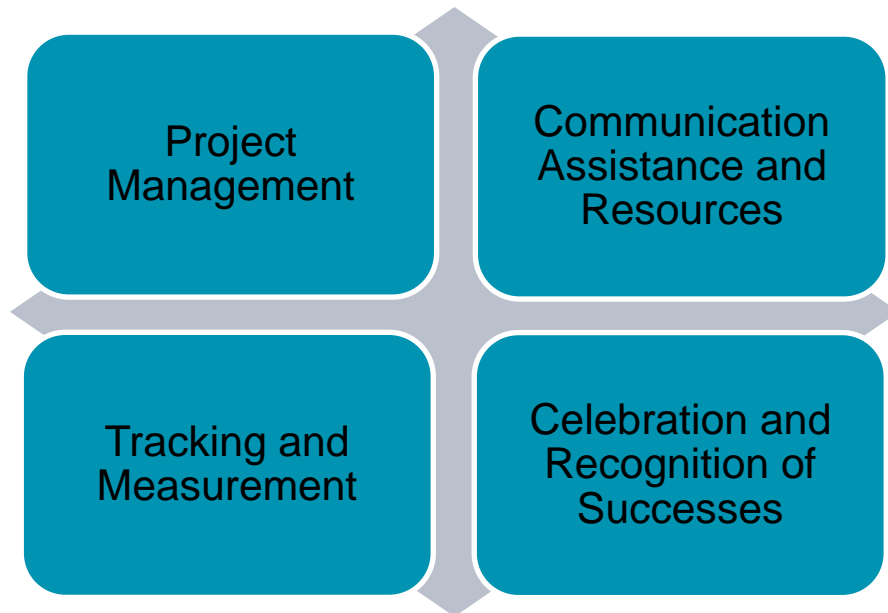 Project
Management
Communication
Assistance and
Resources
Tracking and
Measurement
Celebration and
Recognition of
Successes